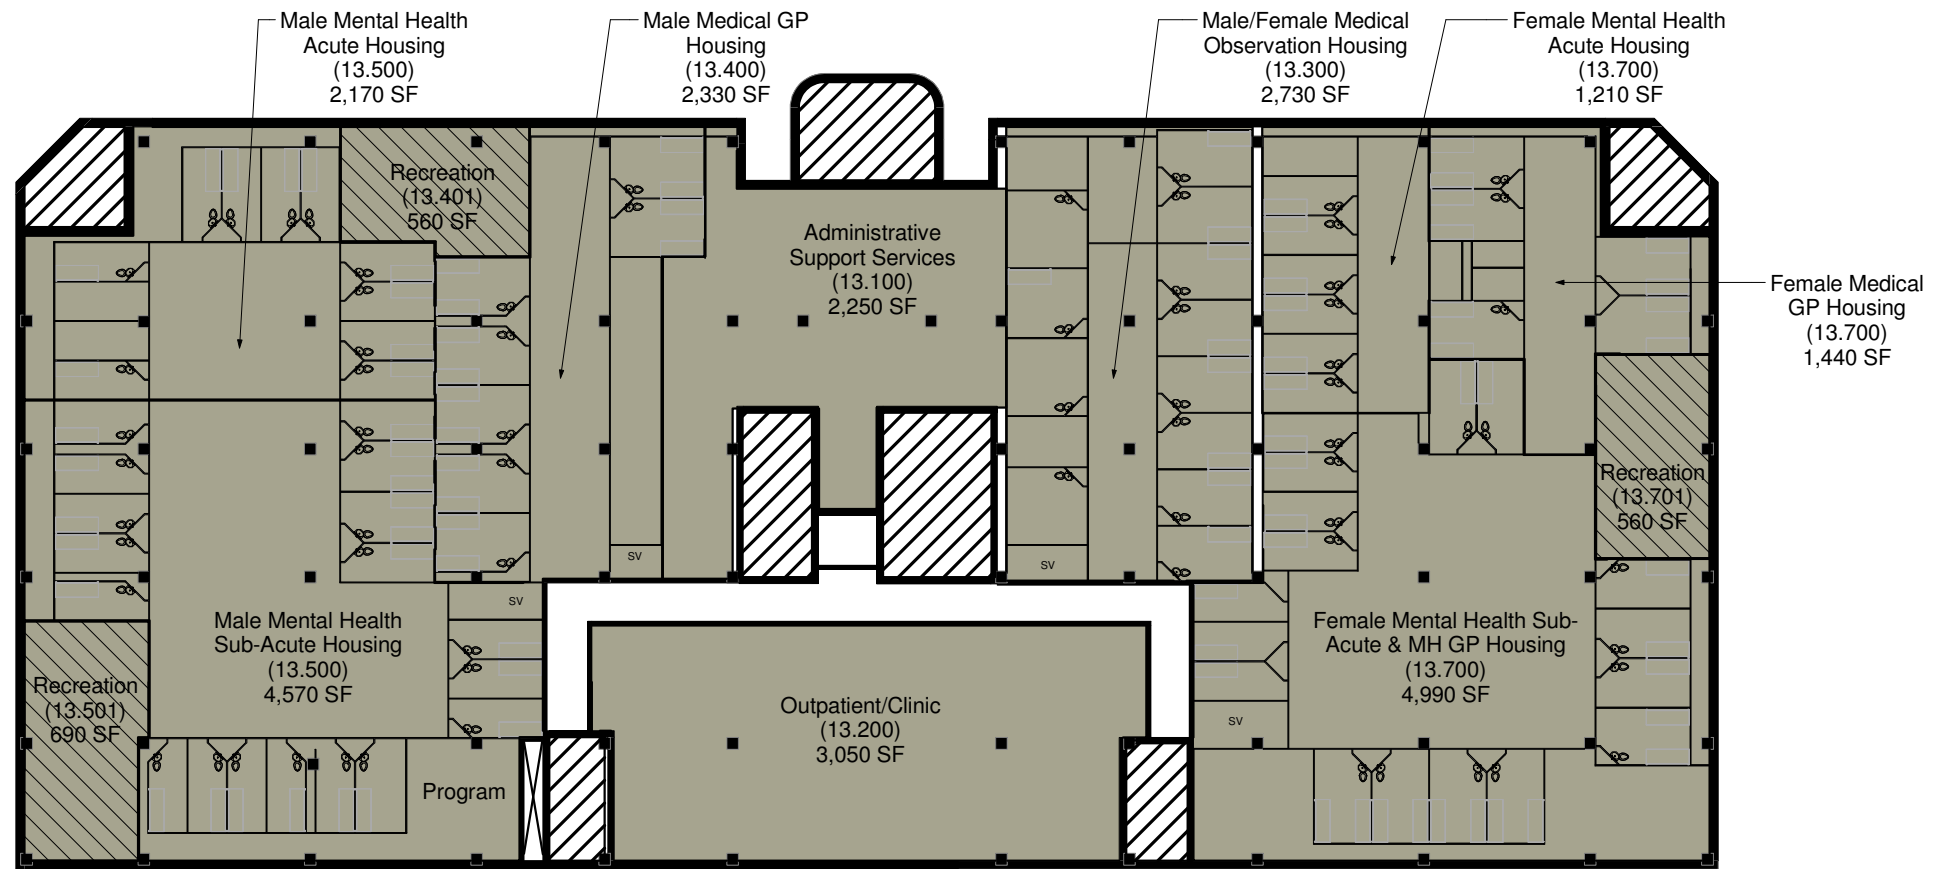 Male Mental Health
Acute Housing
(13.500)
2,170 SF
Male Medical GP
Housing
(13.400)
2,330 SF
Male/Female Medical
Observation Housing
(13.300)
2,730 SF
Female Mental Health
Acute Housing
(13.700)
1,210 SF
Recreation
(13.401)
560 SF
Administrative
Support Services
(13.100)
2,250 SF
Female Medical
GP Housing
(13.700)
1,440 SF
Recreation
(13.701)
560 SF
SV
SV
SV
Male Mental Health
Sub-Acute Housing
(13.500)
4,570 SF
Female Mental Health Sub-
Acute & MH GP Housing
(13.700)
4,990 SF
Recreation
(13.501)
690 SF
Outpatient/Clinic
(13.200)
3,050 SF
SV
Program